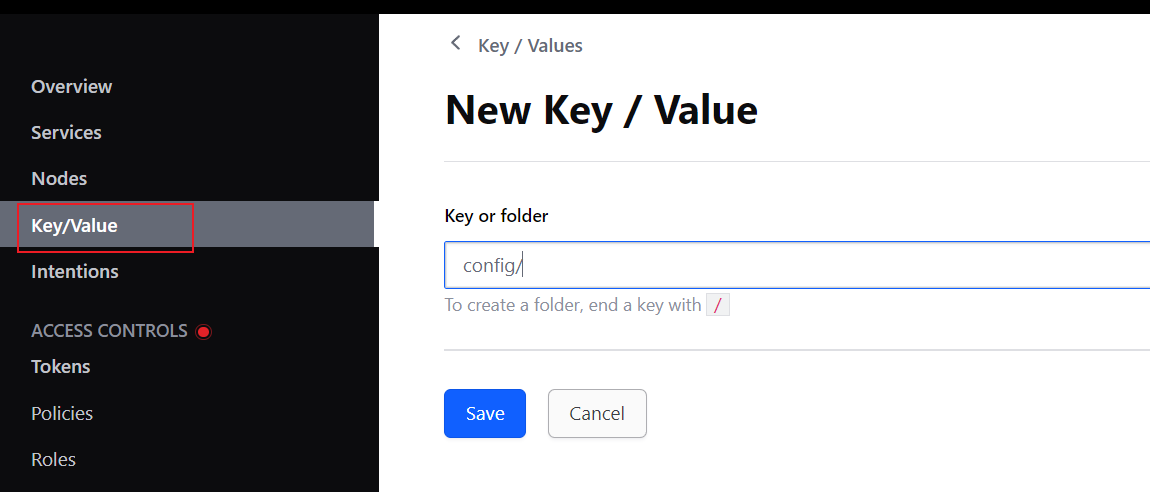 Overview
Services
Nodes
Key/Value
Intentions
ACCESS CONTROLS
Tokens
Policies
Roles
Key / Values
New Key / Value
Key or folder
config/
To create a folder, end a key with /
Save
Cancel